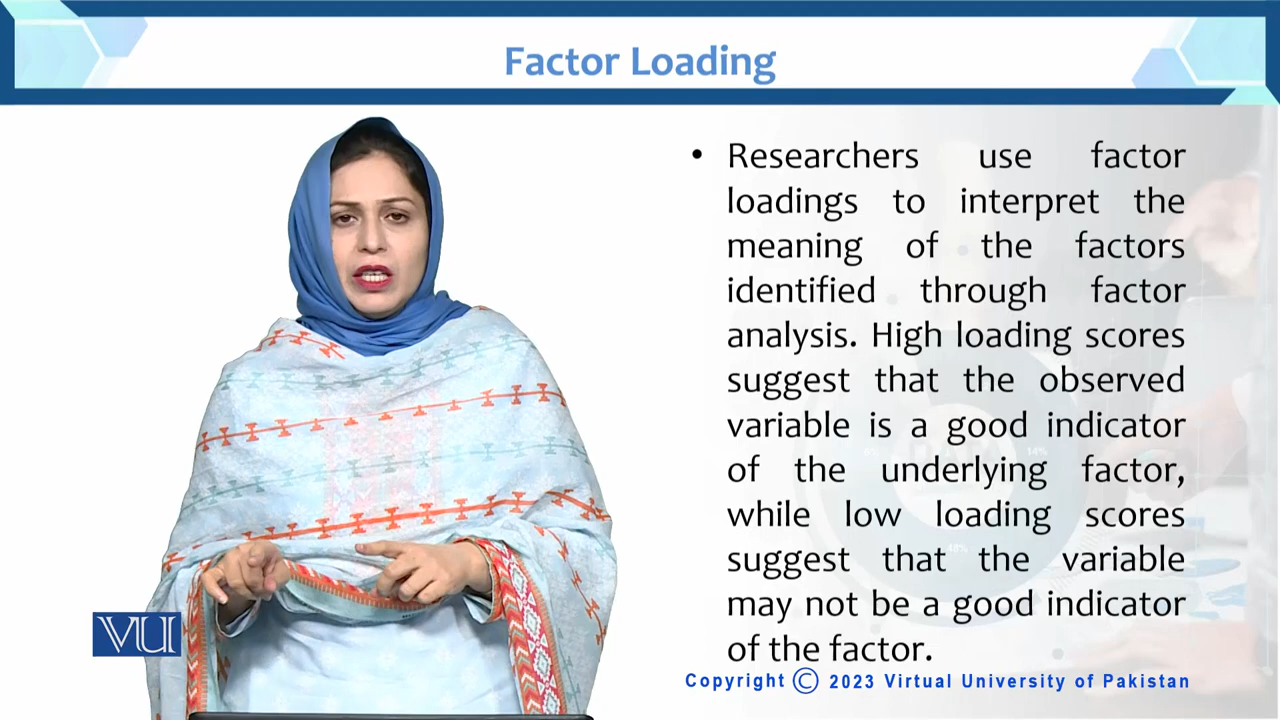 Factor Loading
• Researchers use factor
loadings to interpret the
meaning of the factors
identified through factor
analysis. High loading scores
suggest that the observed
variable is a good indicator
of the underlying factor,
while low loading scores
suggest that the variable
may not be a good indicator
of the factor.
VU
Copyright © 2023 Virtual University of Pakistan